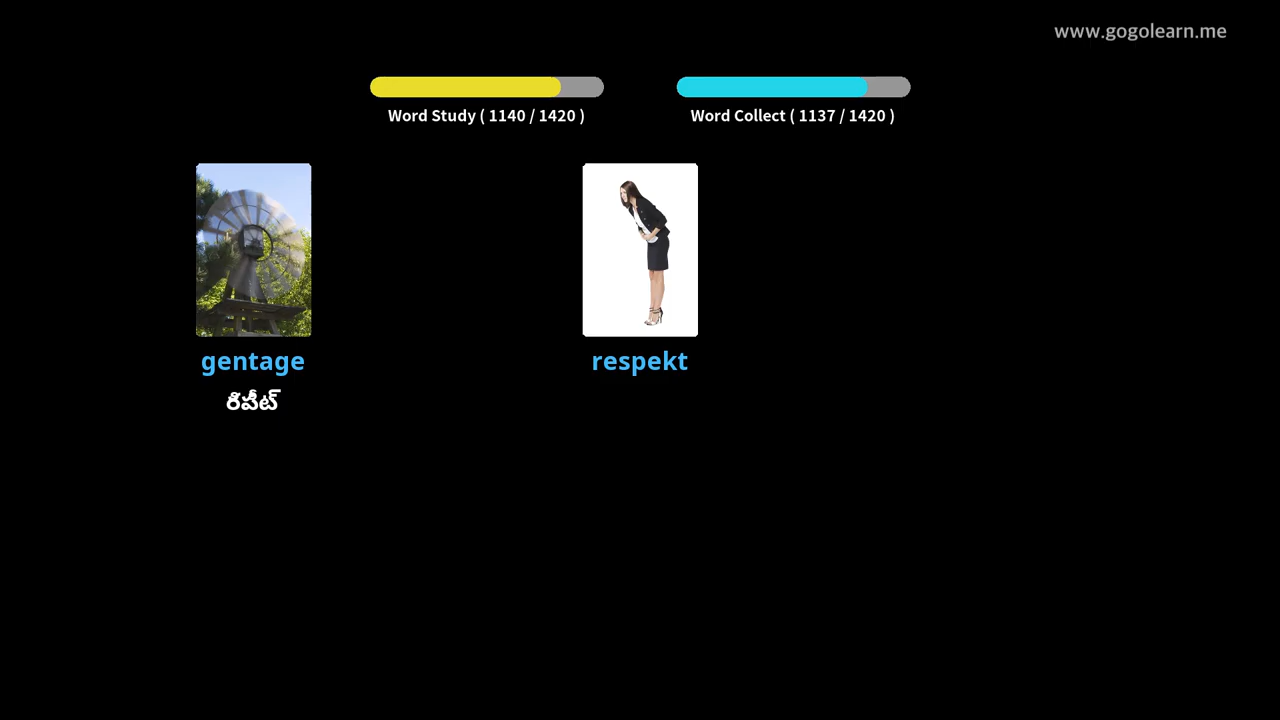 www.gogolearn.me
Word Study ( 1140 / 1420 )
Word Collect ( 1137 / 1420 )
gentage
respekt
రిపీట్